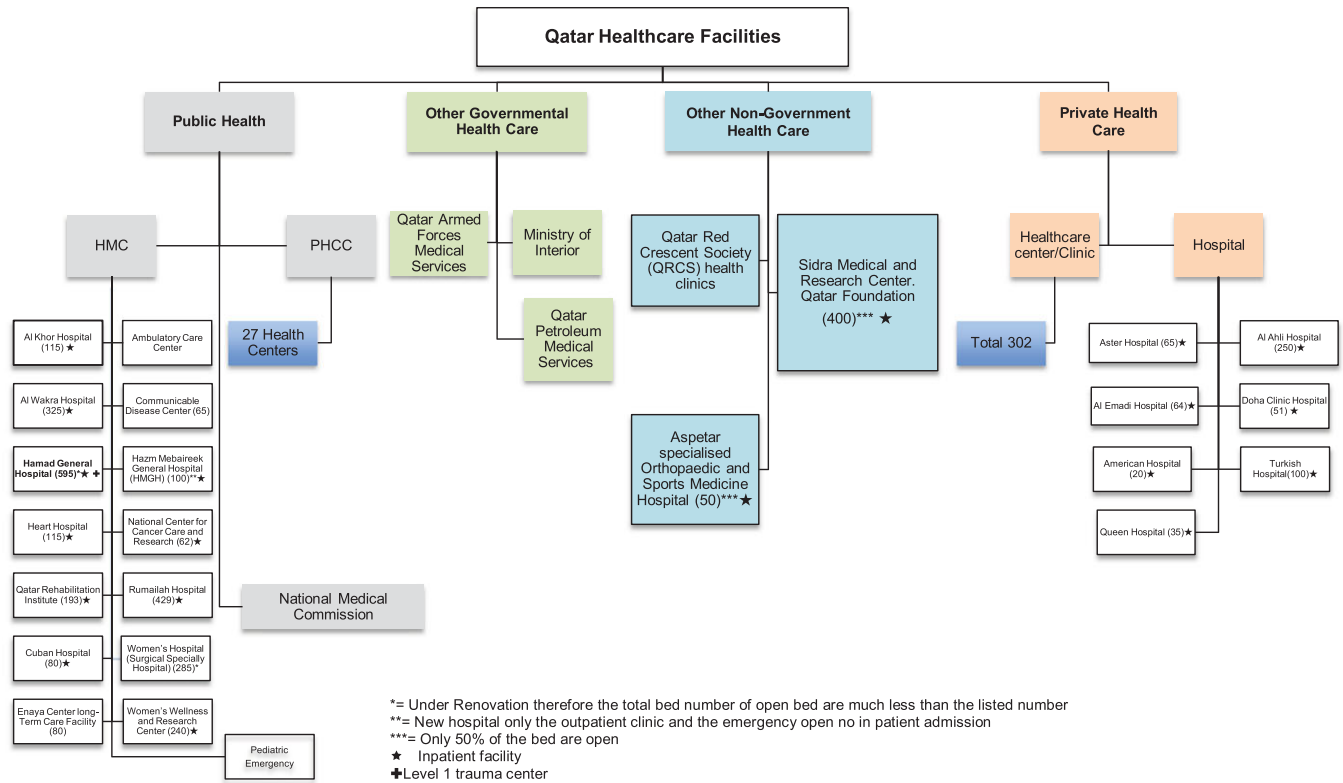 Qatar Healthcare Facilities
Public Health
Other Governmental
Health Care
Other Non-Government
Health Care
Private Health
Care
HMC
PHCC
Qatar Armed
Forces
Medical
Services
Ministry of
Interior
Qatar Red
Crescent Society
(QRCS) health
clinics
Sidra Medical and
Research Center.
Qatar Foundation
(400)*** ★
Healthcare
center/Clinic
Hospital
27 Health
Centers
Qatar
Petroleum
Medical
Services
Total 302
Al Khor Hospital
(115) ★
Ambulatory Care
Center
Al Wakra Hospital
(325)★
Communicable
Disease Center (65)
Hamad General
Hospital (595)*★ ✚
Hazm Mebaireek
General Hospital
(HMGH) (100)**★
Heart Hospital
(115)★
National Center for
Cancer Care and
Research (62)★
Qatar Rehabilitation
Institute (193)★
Rumailah Hospital
(429)★
Cuban Hospital
(80)★
Women's Hospital
(Surgical Specially
Hospital) (285)*
Enaya Center long-
Term Care Facility
(80)
Women's Wellness
and Research
Center (240)★
Pediatric
Emergency
National Medical
Commission
Aspetar
specialised
Orthopaedic and
Sports Medicine
Hospital (50)***★
Aster Hospital (65)★
Al Ahli Hospital
(250)★
Al Emadi Hospital (64)★
Doha Clinic Hospital
(51) ★
American Hospital
(20)★
Turkish
Hospital(100)★
Queen Hospital (35)★
*= Under Renovation therefore the total bed number of open bed are much less than the listed number
**= New hospital only the outpatient clinic and the emergency open no in patient admission
***= Only 50% of the bed are open
★ Inpatient facility
✚Level 1 trauma center